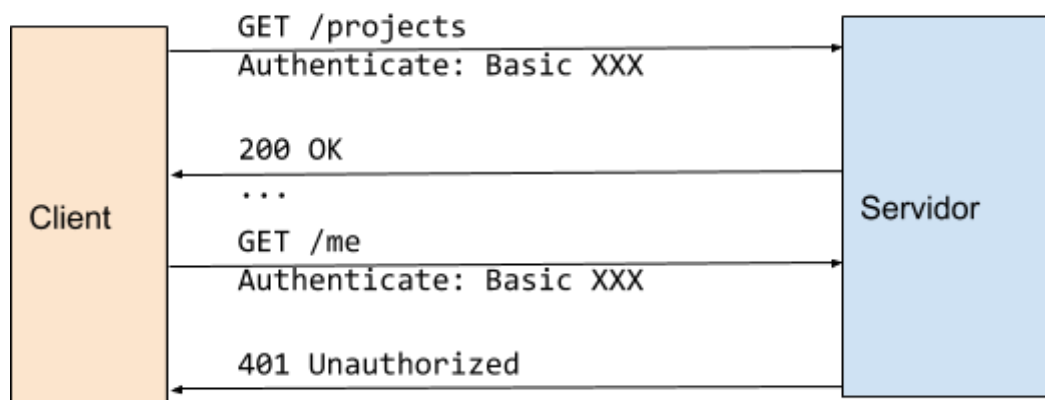 GET /projects
Authenticate: Basic XXX
200 OK
...
Client
Servidor
GET /me
Authenticate: Basic XXX
401 Unauthorized